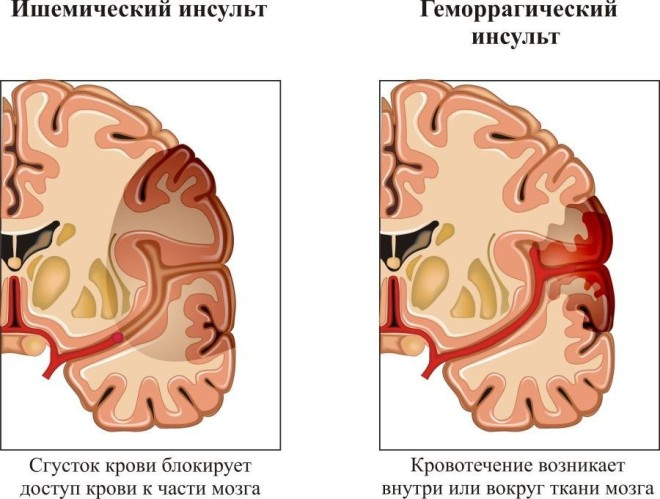 Ишемический инсульт
Геморрагический
инсульт
Сгусток крови блокирует
доступ крови к части мозга
Кровотечение возникает
внутри или вокруг ткани мозга